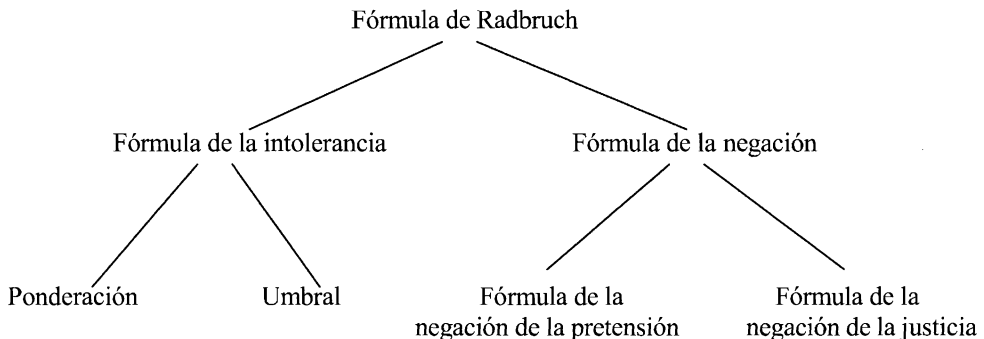 Fórmula de Radbruch
Fórmula de la intolerancia
Fórmula de la negación
Ponderación
Umbral
Fórmula de la
negación de la pretensión
Fórmula de la
negación de la justicia